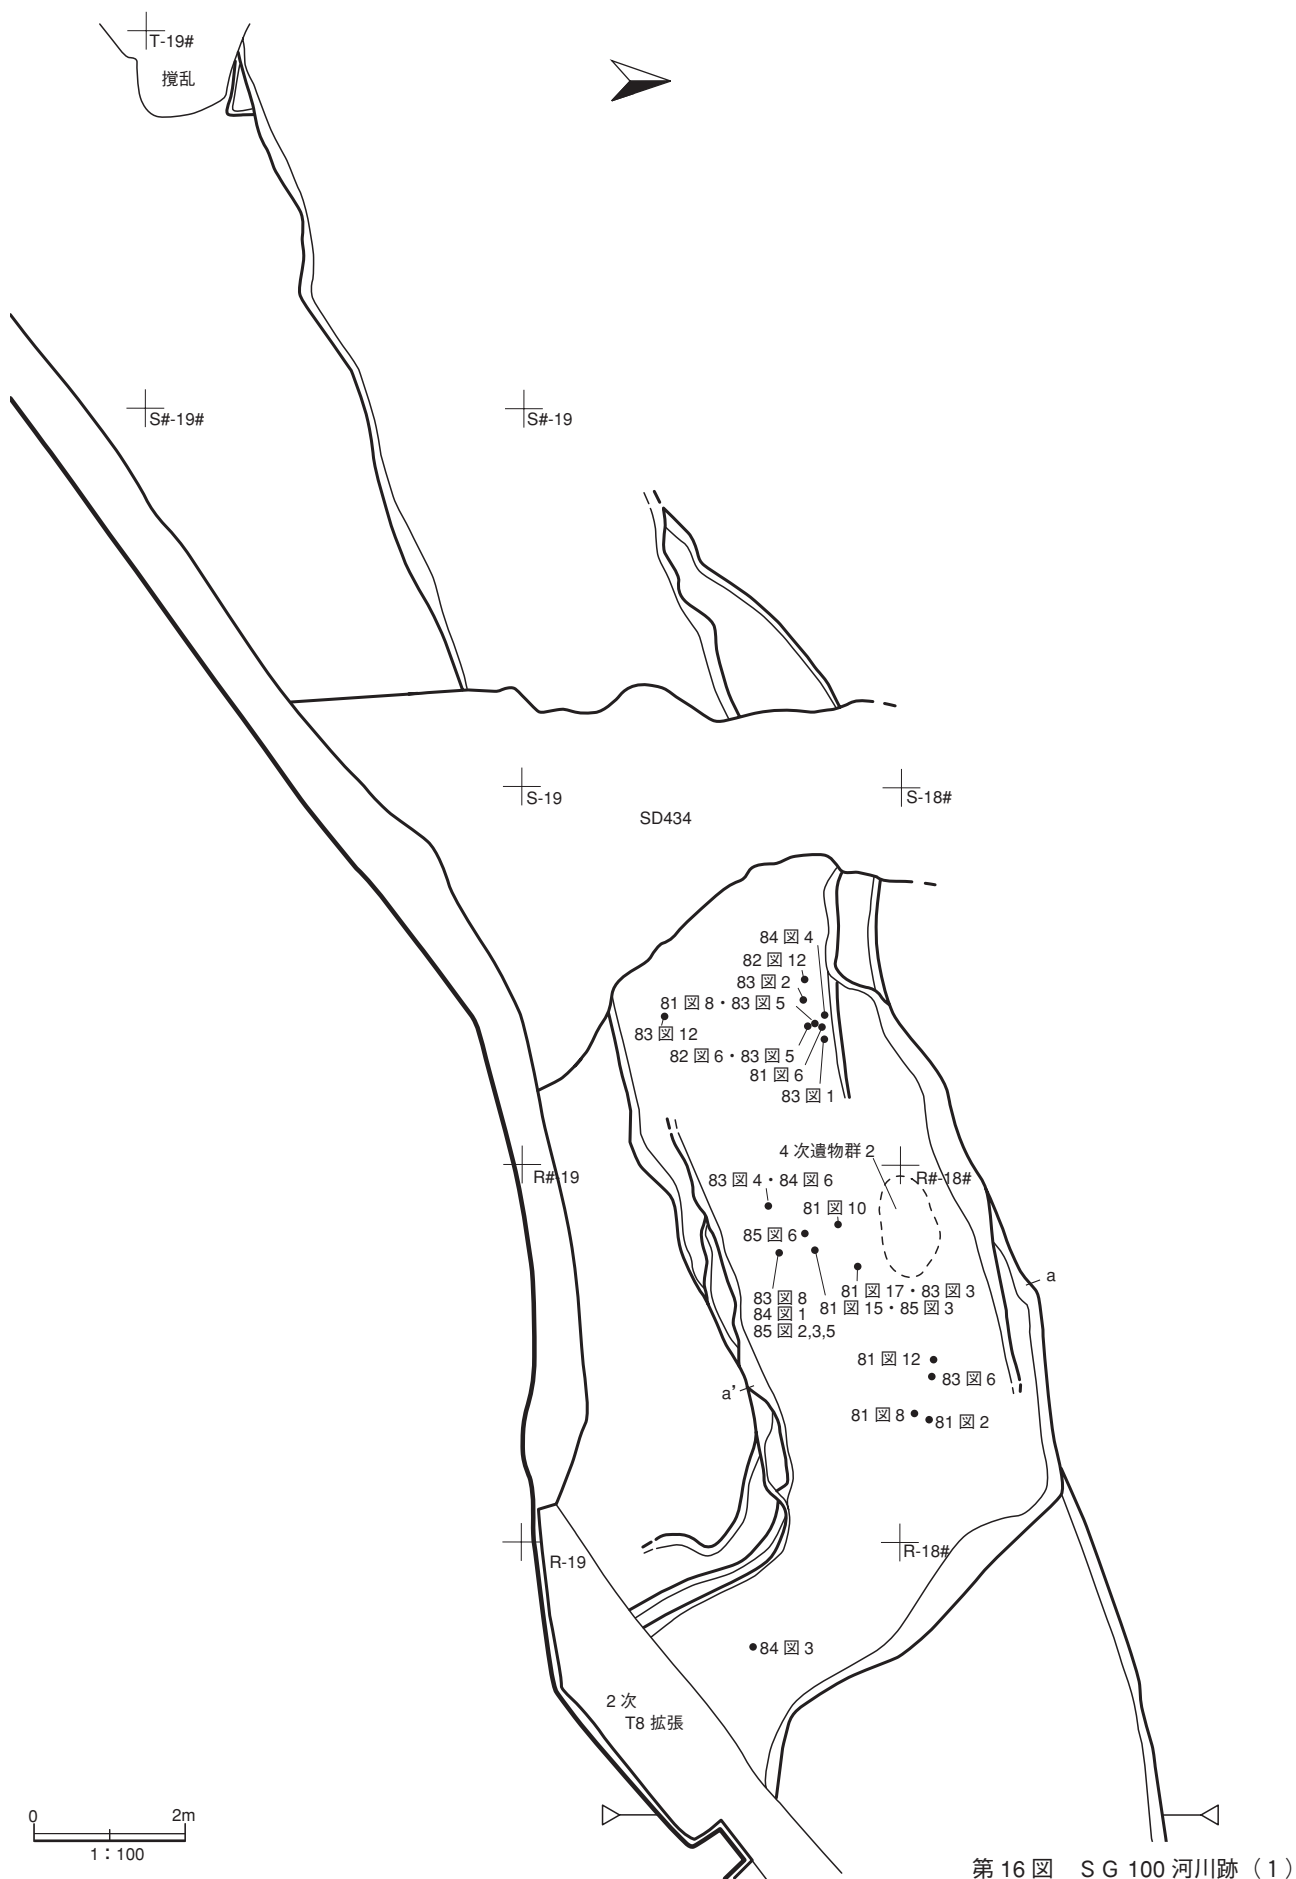 T-19#
撹乱
S#-19#
S#-19
S-19
S-18#
SD434
84 図 4
82 図 12
83 図 2
81 図 8・83 図 5
83 図 12
82 図 6・83 図 5
81 図 6
83 図 1
4 次遺物群 2
R#-19
R#-18#
83 図 4・84 図 6
81 図 10
85 図 6
a
81 図 17・83 図 3
83 図 8
81 図 15・85 図 3
84 図 1
85 図 2,3,5
81 図 12
83 図 6
a’
81 図 8
81 図 2
R-19
R-18#
84 図 3
2 次
T8 拡張
0 2m
1：100
第 16 図　ＳＧ 100 河川跡（１）